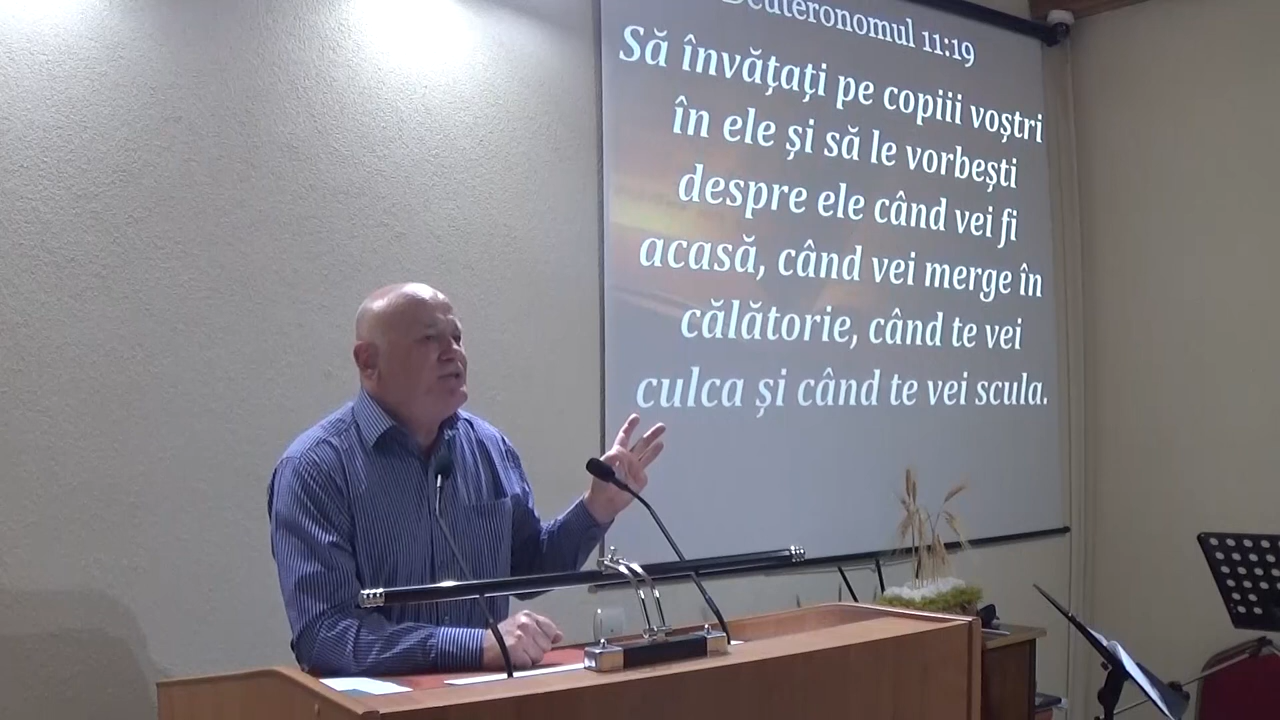 Deuteronomul 11:19
Să învățați pe copiii voștri
în ele și să le vorbești
despre ele când vei fi
acasă, când vei merge în
călătorie, când te vei
culca și când te vei scula.